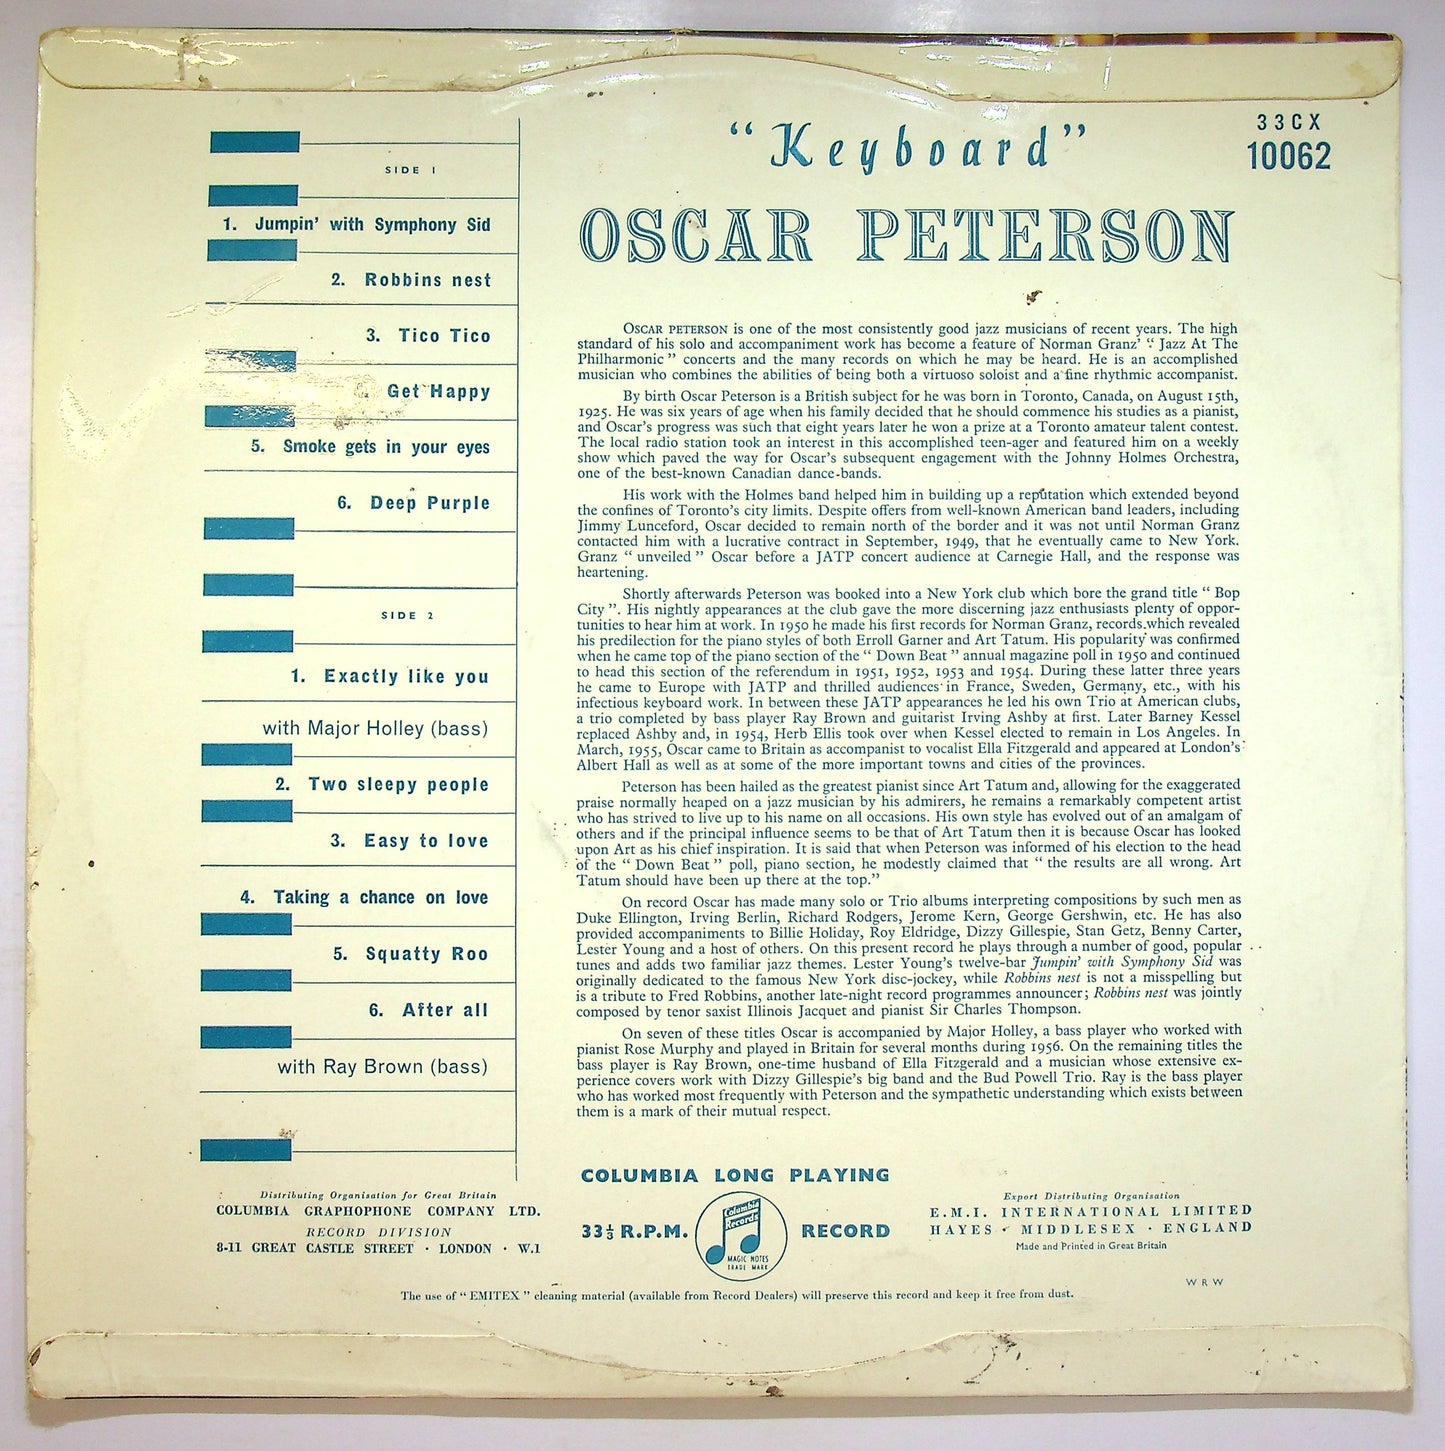 SIDE 1
1. Jumpin' with Symphony Sid
2. Robbins nest
3. Tico Tico
Get Happy
5. Smoke gets in your eyes
6. Deep Purple
SIDE 2
1. Exactly like you
with Major Holley (bass)
2. Two sleepy people
3. Easy to love
4. Taking a chance on love
5. Squatty Roo
6. After all
with Ray Brown (bass)
Distributing Organisation for Great Britain
COLUMBIA GRAPHOPHONE COMPANY LTD.
RECORD DIVISION
8-11 GREAT CASTLE STREET · LONDON · W.1
33CX
10062
“Keyboard”
OSCAR PETERSON
OSCAR PETERSON is one of the most consistently good jazz musicians of recent years. The high
standard of his solo and accompaniment work has become a feature of Norman Granz' “ Jazz At The
Philharmonic ” concerts and the many records on which he may be heard. He is an accomplished
musician who combines the abilities of being both a virtuoso soloist and a fine rhythmic accompanist.
By birth Oscar Peterson is a British subject for he was born in Toronto, Canada, on August 15th,
1925. He was six years of age when his family decided that he should commence his studies as a pianist,
and Oscar's progress was such that eight years later he won a prize at a Toronto amateur talent contest.
The local radio station took an interest in this accomplished teen-ager and featured him on a weekly
show which paved the way for Oscar's subsequent engagement with the Johnny Holmes Orchestra,
one of the best-known Canadian dance-bands.
His work with the Holmes band helped him in building up a reputation which extended beyond
the confines of Toronto's city limits. Despite offers from well-known American band leaders, including
Jimmy Lunceford, Oscar decided to remain north of the border and it was not until Norman Granz
contacted him with a lucrative contract in September, 1949, that he eventually came to New York.
Granz “ unveiled ” Oscar before a JATP concert audience at Carnegie Hall, and the response was
heartening.
Shortly afterwards Peterson was booked into a New York club which bore the grand title “ Bop
City ”. His nightly appearances at the club gave the more discerning jazz enthusiasts plenty of oppor-
tunities to hear him at work. In 1950 he made his first records for Norman Granz, records which revealed
his predilection for the piano styles of both Erroll Garner and Art Tatum. His popularity was confirmed
when he came top of the piano section of the “ Down Beat ” annual magazine poll in 1950 and continued
to head this section of the referendum in 1951, 1952, 1953 and 1954. During these latter three years
he came to Europe with JATP and thrilled audiences in France, Sweden, Germany, etc., with his
infectious keyboard work. In between these JATP appearances he led his own Trio at American clubs,
a trio completed by bass player Ray Brown and guitarist Irving Ashby at first. Later Barney Kessel
replaced Ashby and, in 1954, Herb Ellis took over when Kessel elected to remain in Los Angeles. In
March, 1955, Oscar came to Britain as accompanist to vocalist Ella Fitzgerald and appeared at London's
Albert Hall as well as at some of the more important towns and cities of the provinces.
Peterson has been hailed as the greatest pianist since Art Tatum and, allowing for the exaggerated
praise normally heaped on a jazz musician by his admirers, he remains a remarkably competent artist
who has strived to live up to his name on all occasions. His own style has evolved out of an amalgam of
others and if the principal influence seems to be that of Art Tatum then it is because Oscar has looked
upon Art as his chief inspiration. It is said that when Peterson was informed of his election to the head
of the “ Down Beat ” poll, piano section, he modestly claimed that “ the results are all wrong. Art
Tatum should have been up there at the top.”
On record Oscar has made many solo or Trio albums interpreting compositions by such men as
Duke Ellington, Irving Berlin, Richard Rodgers, Jerome Kern, George Gershwin, etc. He has also
provided accompaniments to Billie Holiday, Roy Eldridge, Dizzy Gillespie, Stan Getz, Benny Carter,
Lester Young and a host of others. On this present record he plays through a number of good, popular
tunes and adds two familiar jazz themes. Lester Young's twelve-bar Jumpin' with Symphony Sid was
originally dedicated to the famous New York disc-jockey, while Robbins nest is not a misspelling but
is a tribute to Fred Robbins, another late-night record programmes announcer; Robbins nest was jointly
composed by tenor saxist Illinois Jacquet and pianist Sir Charles Thompson.
On seven of these titles Oscar is accompanied by Major Holley, a bass player who worked with
pianist Rose Murphy and played in Britain for several months during 1956. On the remaining titles the
bass player is Ray Brown, one-time husband of Ella Fitzgerald and a musician whose extensive ex-
perience covers work with Dizzy Gillespie's big band and the Bud Powell Trio. Ray is the bass player
who has worked most frequently with Peterson and the sympathetic understanding which exists between
them is a mark of their mutual respect.
COLUMBIA LONG PLAYING
33⅓ R.P.M. RECORD
Columbia
Records
MAGIC NOTES
TRADE MARK
Export Distributing Organisation
E.M.I. INTERNATIONAL LIMITED
HAYES · MIDDLESEX · ENGLAND
Made and Printed in Great Britain
WRW
The use of “ EMITEX ” cleaning material (available from Record Dealers) will preserve this record and keep it free from dust.